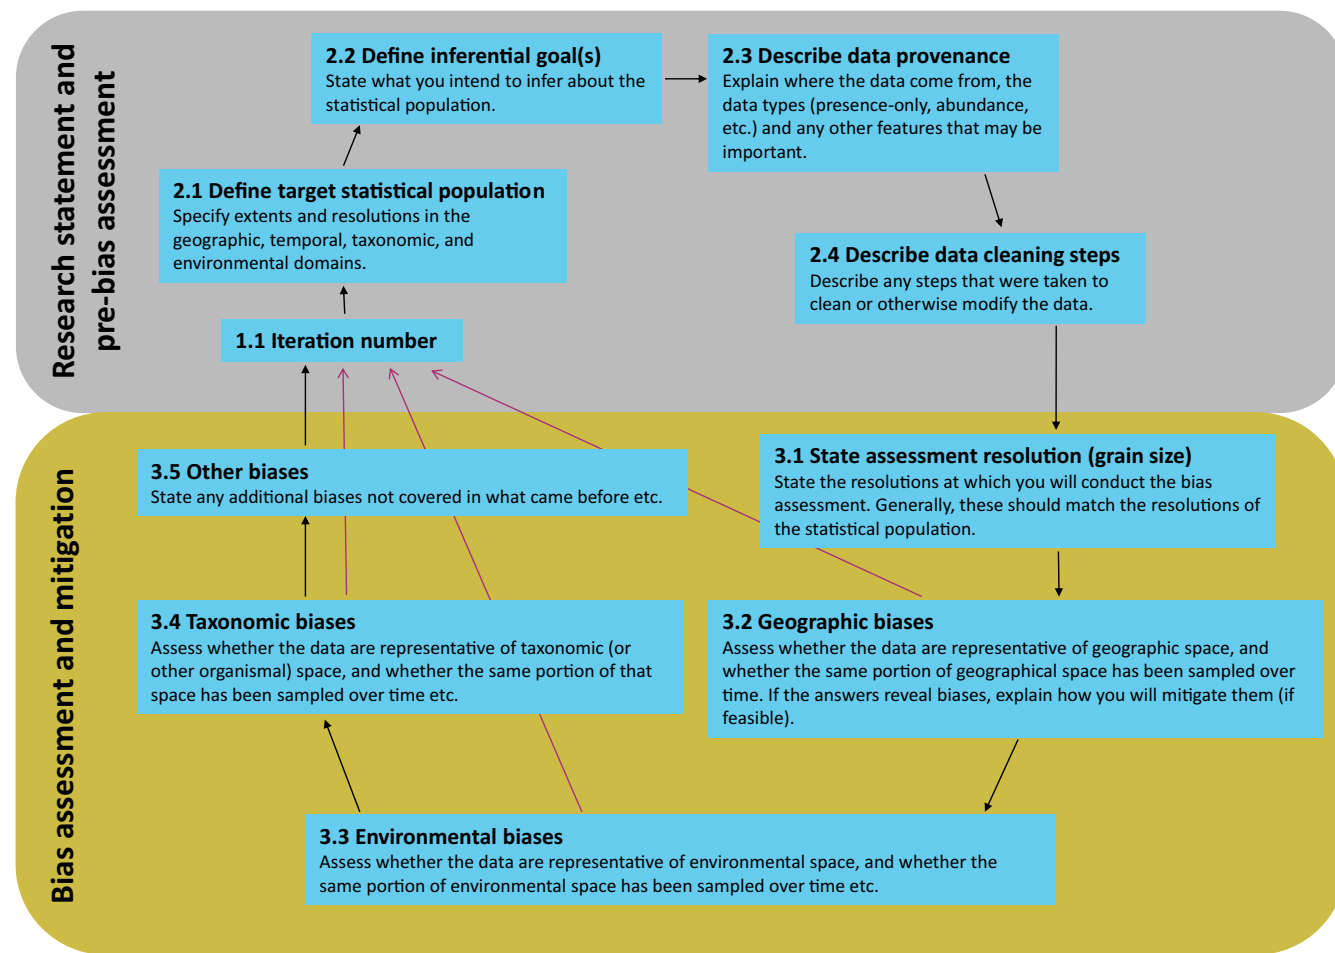 Research statement and
pre-bias assessment
2.2 Define inferential goal(s)
State what you intend to infer about the
statistical population.
2.3 Describe data provenance
Explain where the data come from, the
data types (presence-only, abundance,
etc.) and any other features that may be
important.
2.1 Define target statistical population
Specify extents and resolutions in the
geographic, temporal, taxonomic, and
environmental domains.
2.4 Describe data cleaning steps
Describe any steps that were taken to
clean or otherwise modify the data.
1.1 Iteration number
Bias assessment and mitigation
3.5 Other biases
State any additional biases not covered in what came before etc.
3.1 State assessment resolution (grain size)
State the resolutions at which you will conduct the bias
assessment. Generally, these should match the resolutions of
the statistical population.
3.4 Taxonomic biases
Assess whether the data are representative of taxonomic (or
other organismal) space, and whether the same portion of that
space has been sampled over time etc.
3.2 Geographic biases
Assess whether the data are representative of geographic space, and
whether the same portion of geographical space has been sampled over
time. If the answers reveal biases, explain how you will mitigate them (if
feasible).
3.3 Environmental biases
Assess whether the data are representative of environmental space, and whether the
same portion of environmental space has been sampled over time etc.